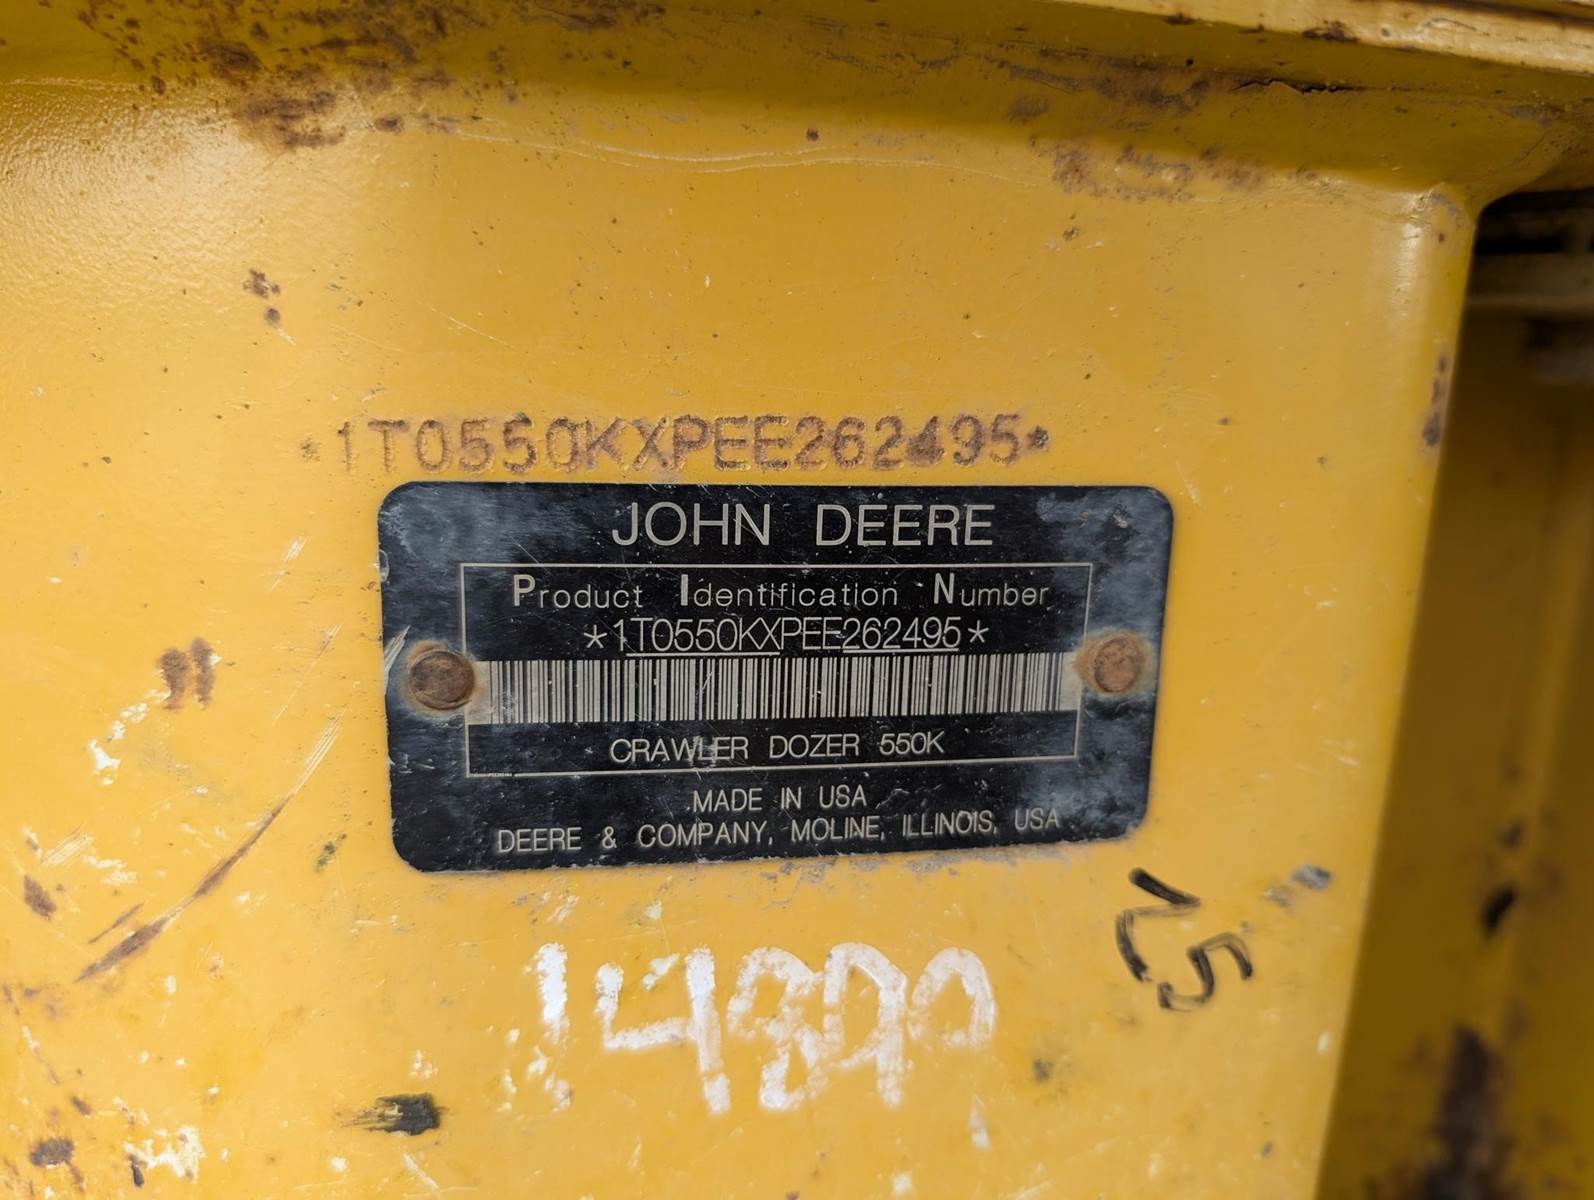 *1T0550KXPEE262495*
JOHN DEERE
Product Identification Number
*1T0550KXPEE262495*
CRAWLER DOZER 550K
MADE IN USA
DEERE & COMPANY, MOLINE, ILLINOIS, USA